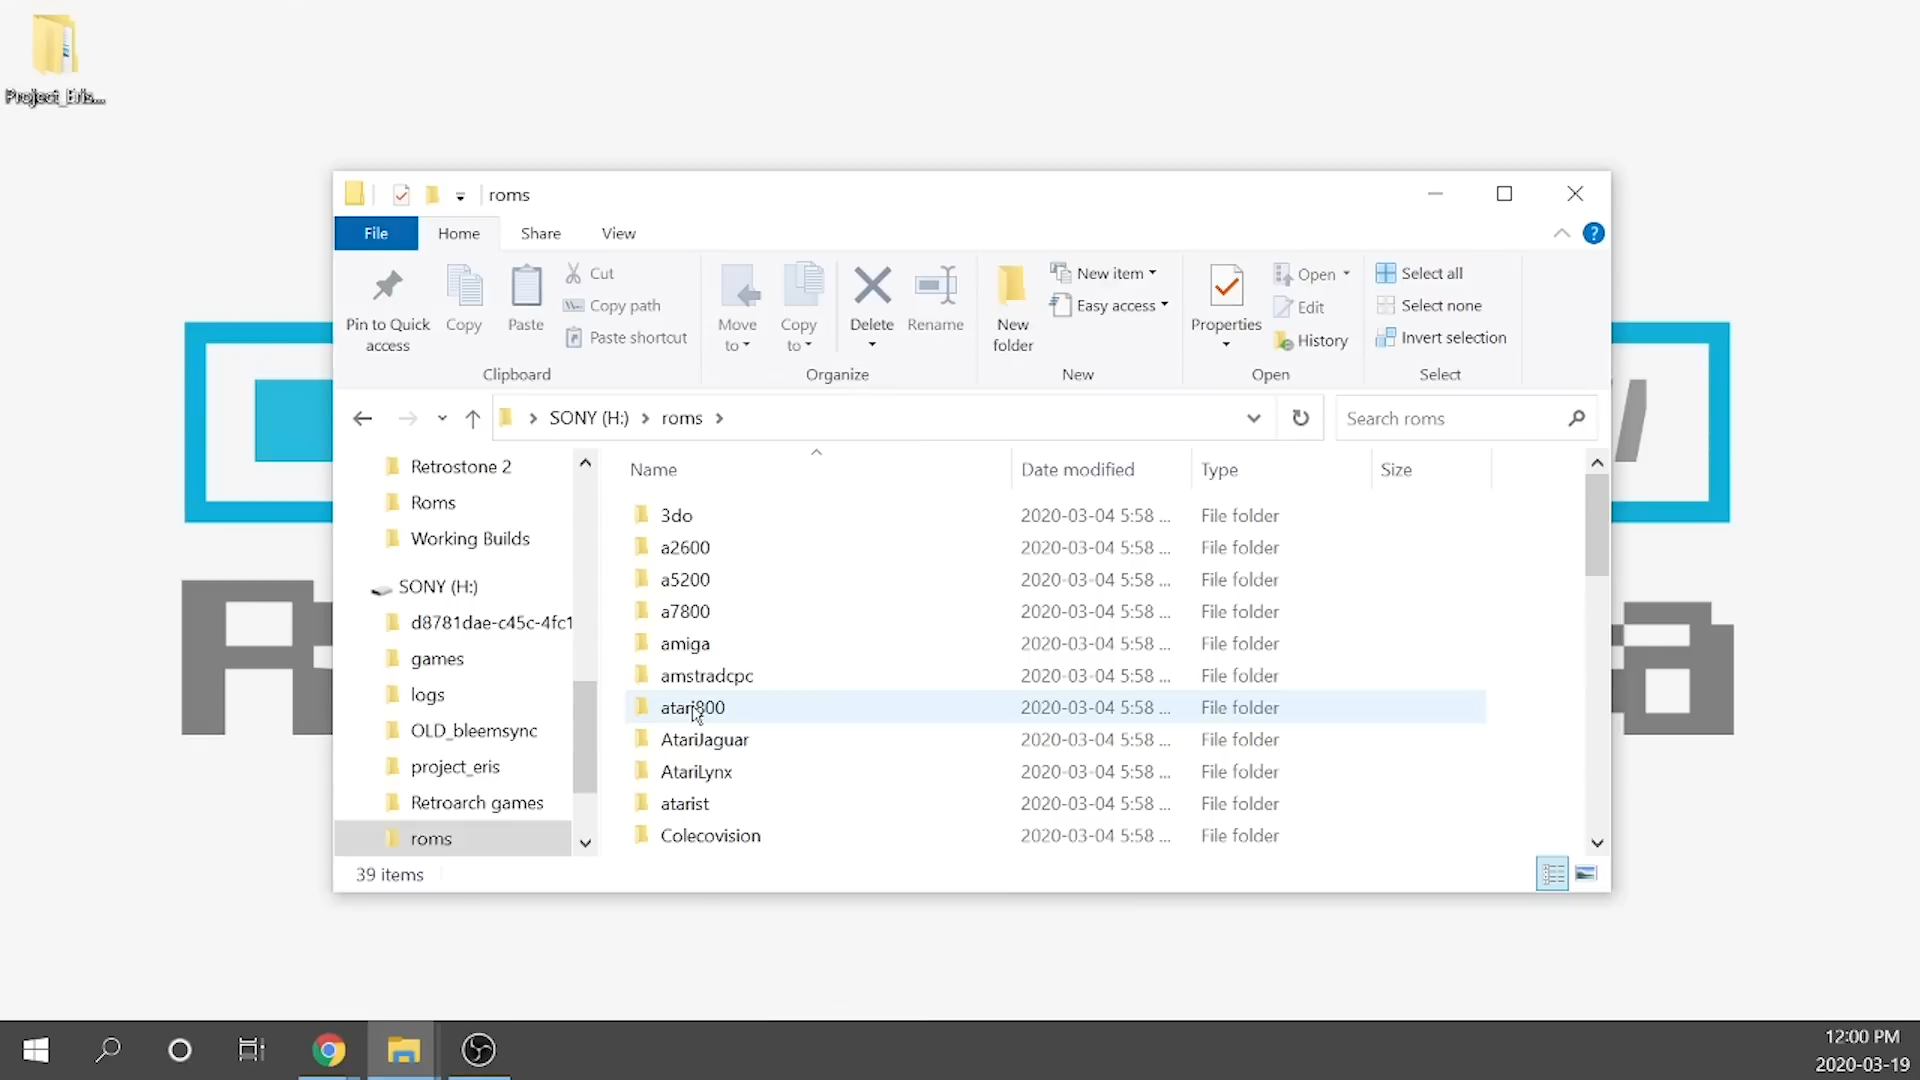 Project_Eris...
roms
File
Home
Share
View
Pin to Quick access
Copy
Paste
Cut
Copy path
Paste shortcut
Clipboard
Move to
Copy to
Delete
Rename
Organize
New folder
New item
Easy access
New
Properties
Open
Edit
History
Open
Select all
Select none
Invert selection
Select
SONY (H:)
roms
Search roms
Retrostone 2
Roms
Working Builds
SONY (H:)
d8781dae-c45c-4fc1
games
logs
OLD_bleemsync
project_eris
Retroarch games
roms
Name Date modified Type Size
3do 2020-03-04 5:58 ... File folder
a2600 2020-03-04 5:58 ... File folder
a5200 2020-03-04 5:58 ... File folder
a7800 2020-03-04 5:58 ... File folder
amiga 2020-03-04 5:58 ... File folder
amstradcpc 2020-03-04 5:58 ... File folder
atari800 2020-03-04 5:58 ... File folder
AtariJaguar 2020-03-04 5:58 ... File folder
AtariLynx 2020-03-04 5:58 ... File folder
atarist 2020-03-04 5:58 ... File folder
Colecovision 2020-03-04 5:58 ... File folder
39 items
12:00 PM
2020-03-19